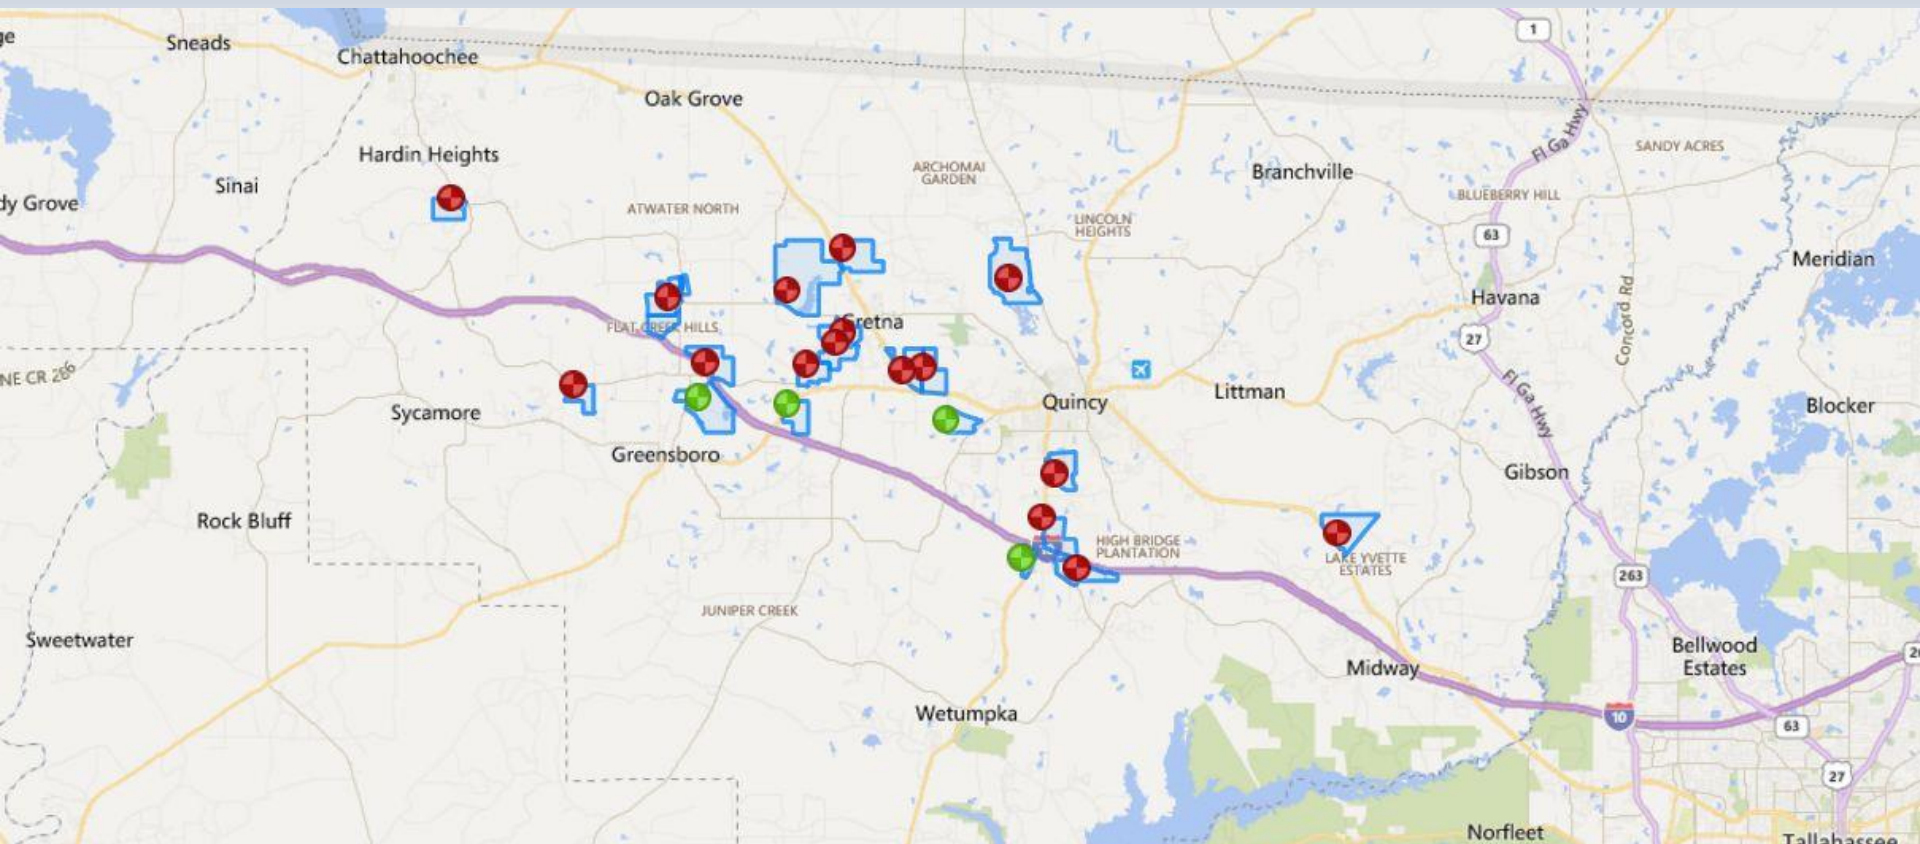 ge
Sneads
Chattahoochee
1
Oak Grove
Fl Ga Hwy
Hardin Heights
SANDY ACRES
ARCHOMAI
GARDEN
Branchville
Sinai
dy Grove
ATWATER NORTH
BLUEBERRY HILL
LINCOLN
HEIGHTS
63
Meridian
Havana
Concord Rd
FLAT CREEK HILLS
Gretna
27
NE CR 286
Fl Ga Hwy
Sycamore
Quincy
Littman
Blocker
Greensboro
Gibson
Rock Bluff
HIGH BRIDGE
PLANTATION
LAKE YVETTE
ESTATES
263
JUNIPER CREEK
Sweetwater
Bellwood
Estates
Midway
Wetumpka
10
63
27
Norfleet
Tallahassee